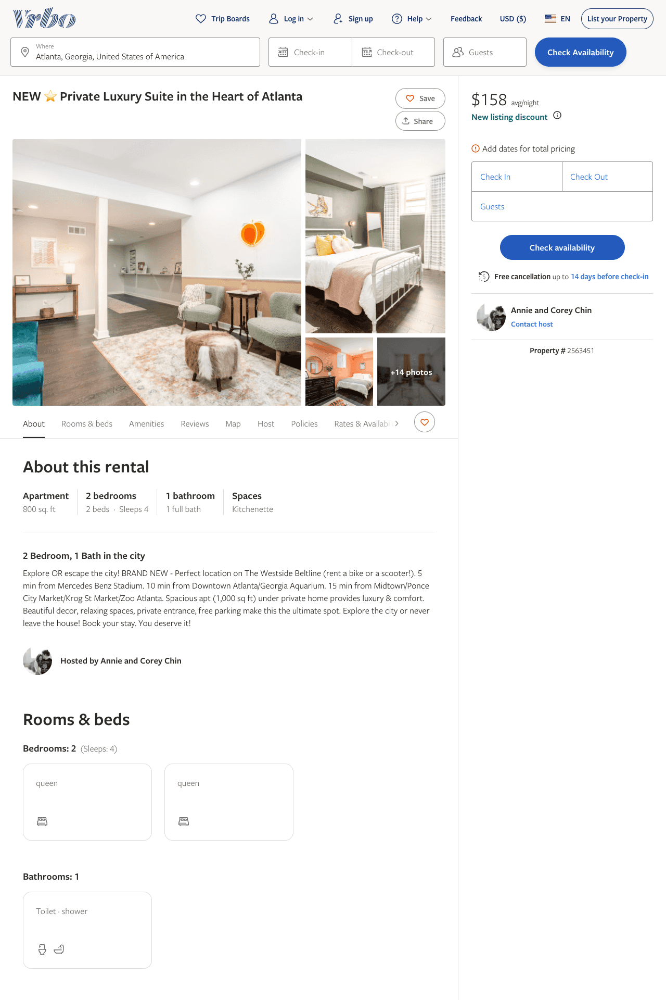 Vrbo
Trip Boards
Log in
Sign up
Help
Feedback
USD ($)
EN
List your Property
Where
Atlanta, Georgia, United States of America
Check-in
Check-out
Guests
Check Availability
NEW ⭐ Private Luxury Suite in the Heart of Atlanta
Save
Share
+14 photos
$158 avg/night
New listing discount
Add dates for total pricing
Check In
Check Out
Guests
Check availability
Free cancellation up to 14 days before check-in
Annie and Corey Chin
Contact host
Property # 2563451
About
Rooms & beds
Amenities
Reviews
Map
Host
Policies
Rates & Availabili
About this rental
Apartment
800 sq. ft
2 bedrooms
2 beds · Sleeps 4
1 bathroom
1 full bath
Spaces
Kitchenette
2 Bedroom, 1 Bath in the city
Explore OR escape the city! BRAND NEW - Perfect location on The Westside Beltline (rent a bike or a scooter!). 5
min from Mercedes Benz Stadium. 10 min from Downtown Atlanta/Georgia Aquarium. 15 min from Midtown/Ponce
City Market/Krog St Market/Zoo Atlanta. Spacious apt (1,000 sq ft) under private home provides luxury & comfort.
Beautiful decor, relaxing spaces, private entrance, free parking make this the ultimate spot. Explore the city or never
leave the house! Book your stay. You deserve it!
Hosted by Annie and Corey Chin
Rooms & beds
Bedrooms: 2 (Sleeps: 4)
queen
queen
Bathrooms: 1
Toilet · shower